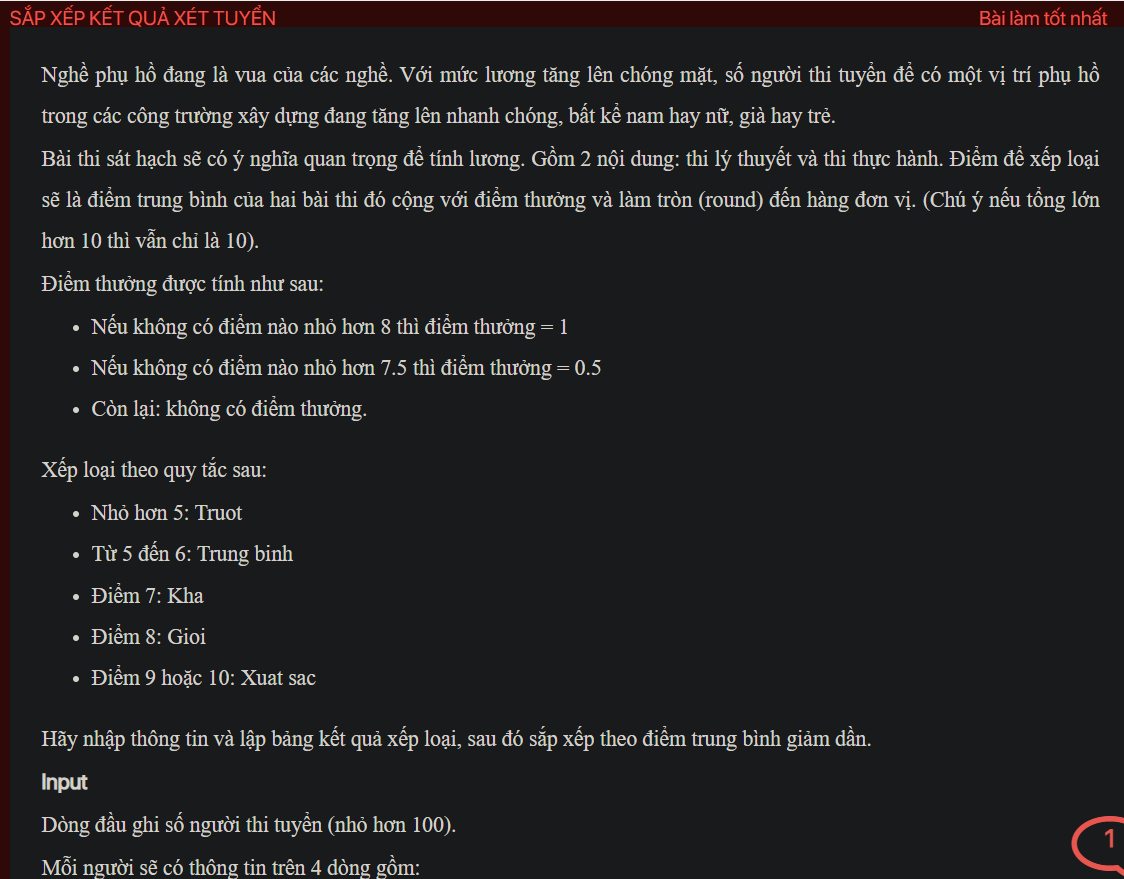 SẮP XẾP KẾT QUẢ XÉT TUYỂN
Bài làm tốt nhất
Nghề phụ hồ đang là vua của các nghề. Với mức lương tăng lên chóng mặt, số người thi tuyển để có một vị trí phụ hồ
trong các công trường xây dựng đang tăng lên nhanh chóng, bất kể nam hay nữ, già hay trẻ.
Bài thi sát hạch sẽ có ý nghĩa quan trọng để tính lương. Gồm 2 nội dung: thi lý thuyết và thi thực hành. Điểm để xếp loại
sẽ là điểm trung bình của hai bài thi đó cộng với điểm thưởng và làm tròn (round) đến hàng đơn vị. (Chú ý nếu tổng lớn
hơn 10 thì vẫn chỉ là 10).
Điểm thưởng được tính như sau:
• Nếu không có điểm nào nhỏ hơn 8 thì điểm thưởng = 1
• Nếu không có điểm nào nhỏ hơn 7.5 thì điểm thưởng = 0.5
• Còn lại: không có điểm thưởng.
Xếp loại theo quy tắc sau:
• Nhỏ hơn 5: Truot
• Từ 5 đến 6: Trung binh
• Điểm 7: Kha
• Điểm 8: Gioi
• Điểm 9 hoặc 10: Xuat sac
Hãy nhập thông tin và lập bảng kết quả xếp loại, sau đó sắp xếp theo điểm trung bình giảm dần.
Input
Dòng đầu ghi số người thi tuyển (nhỏ hơn 100).
1
Mỗi người sẽ có thông tin trên 4 dòng gồm: